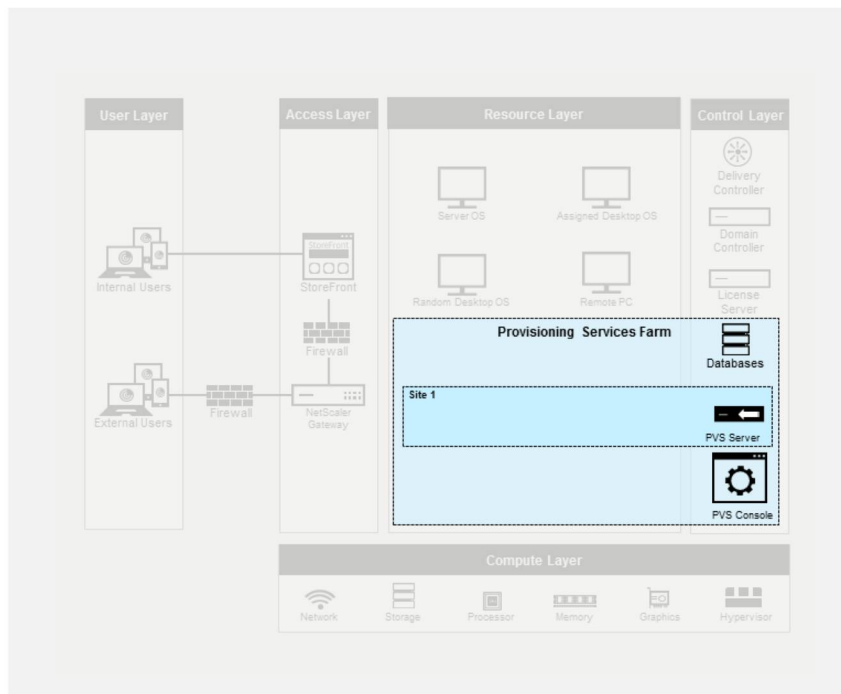 User Layer
Access Layer
Resource Layer
Control Layer
Delivery
Controller
Server OS
Assigned Desktop OS
Domain
Controller
StoreFront
Internal Users
StoreFront
Random Desktop OS
Remote PC
License
Server
Firewall
Provisioning Services Farm
Databases
Site 1
External Users
Firewall
NetScaler
Gateway
PVS Server
PVS Console
Compute Layer
Network
Storage
Processor
Memory
Graphics
Hypervisor